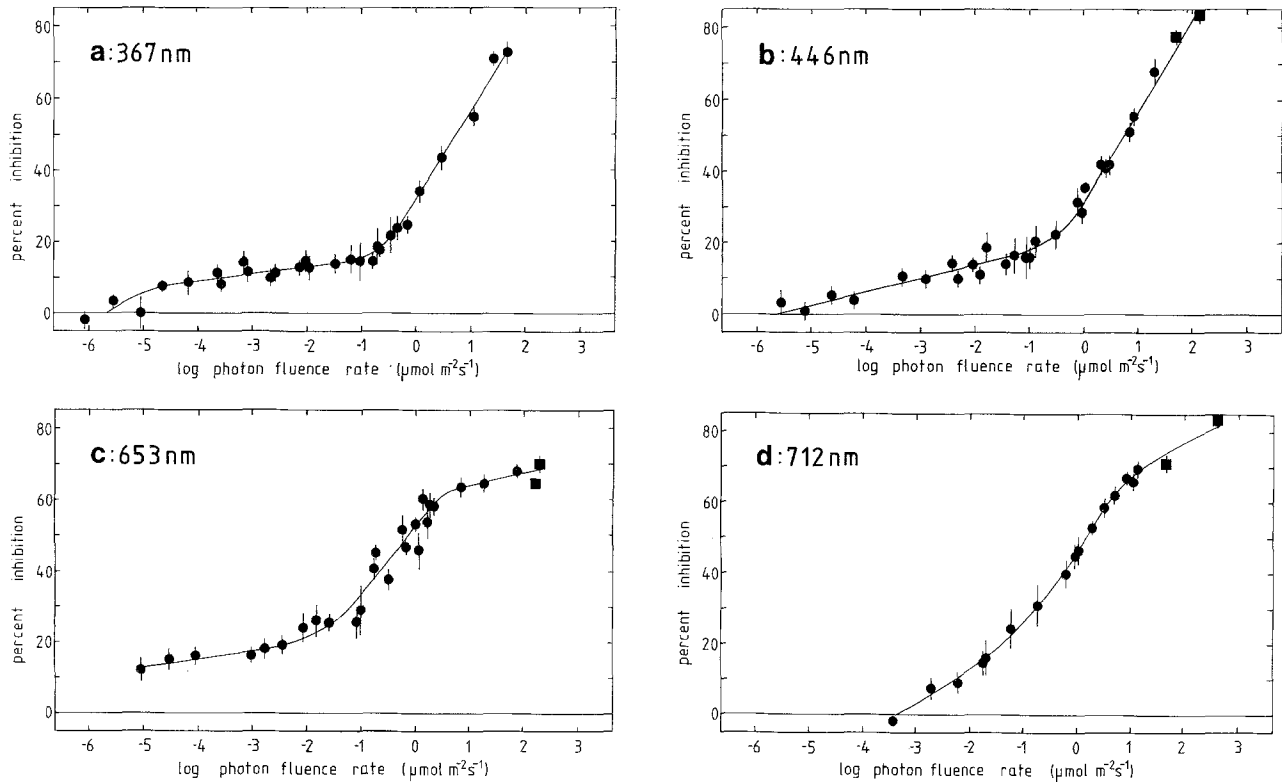 a:367nm
80
60
40
20
0
percent inhibition
-6 -5 -4 -3 -2 -1 0 1 2 3
log photon fluence rate (µmol m⁻²s⁻¹)
b:446nm
80
60
40
20
0
percent inhibition
-6 -5 -4 -3 -2 -1 0 1 2 3
log photon fluence rate (µmol m⁻²s⁻¹)
c:653nm
80
60
40
20
0
percent inhibition
-6 -5 -4 -3 -2 -1 0 1 2 3
log photon fluence rate (µmol m⁻²s⁻¹)
d:712nm
80
60
40
20
0
percent inhibition
-6 -5 -4 -3 -2 -1 0 1 2 3
log photon fluence rate (µmol m⁻²s⁻¹)